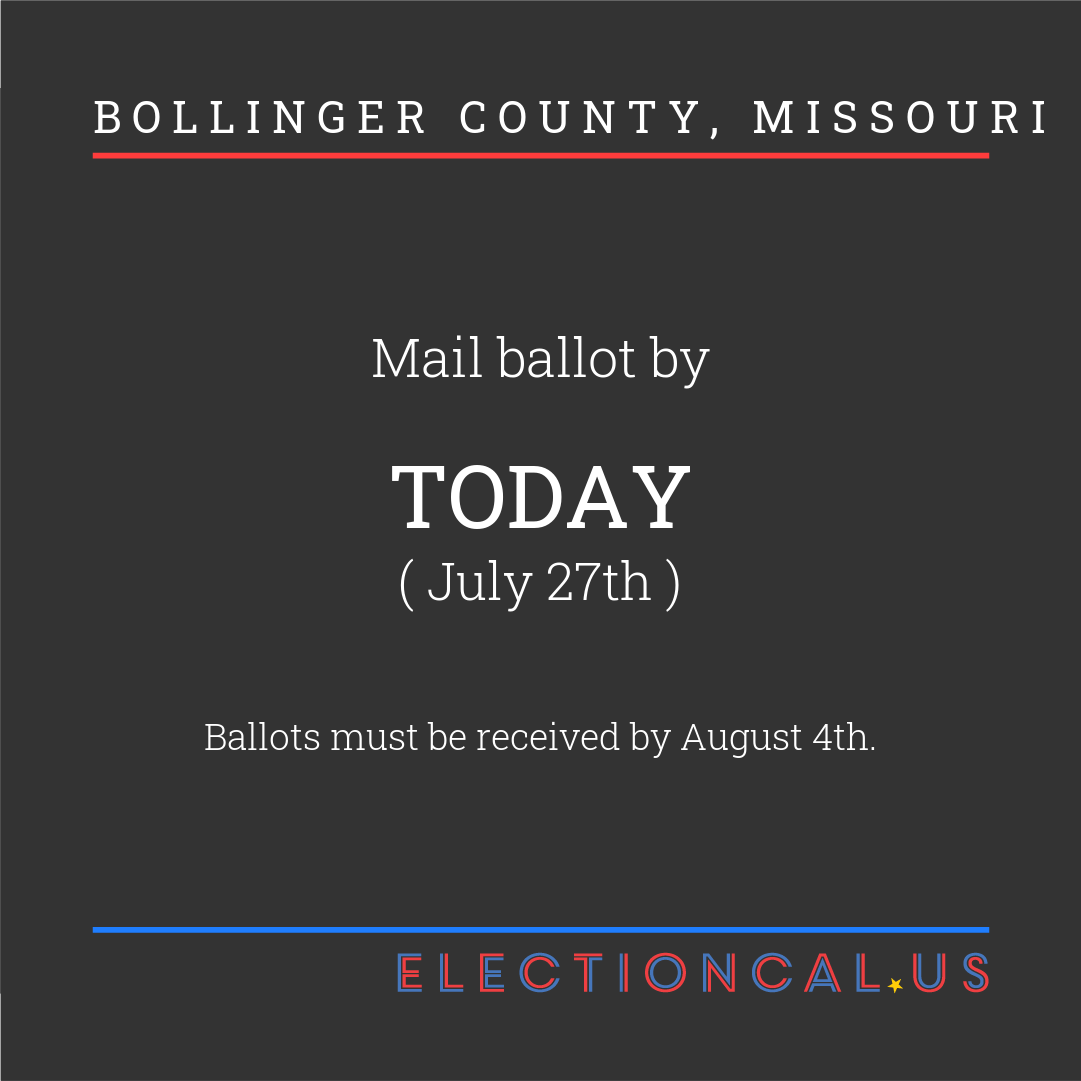 BOLLINGER COUNTY, MISSOURI
Mail ballot by
TODAY
( July 27th )
Ballots must be received by August 4th.
ELECTIONCAL.US